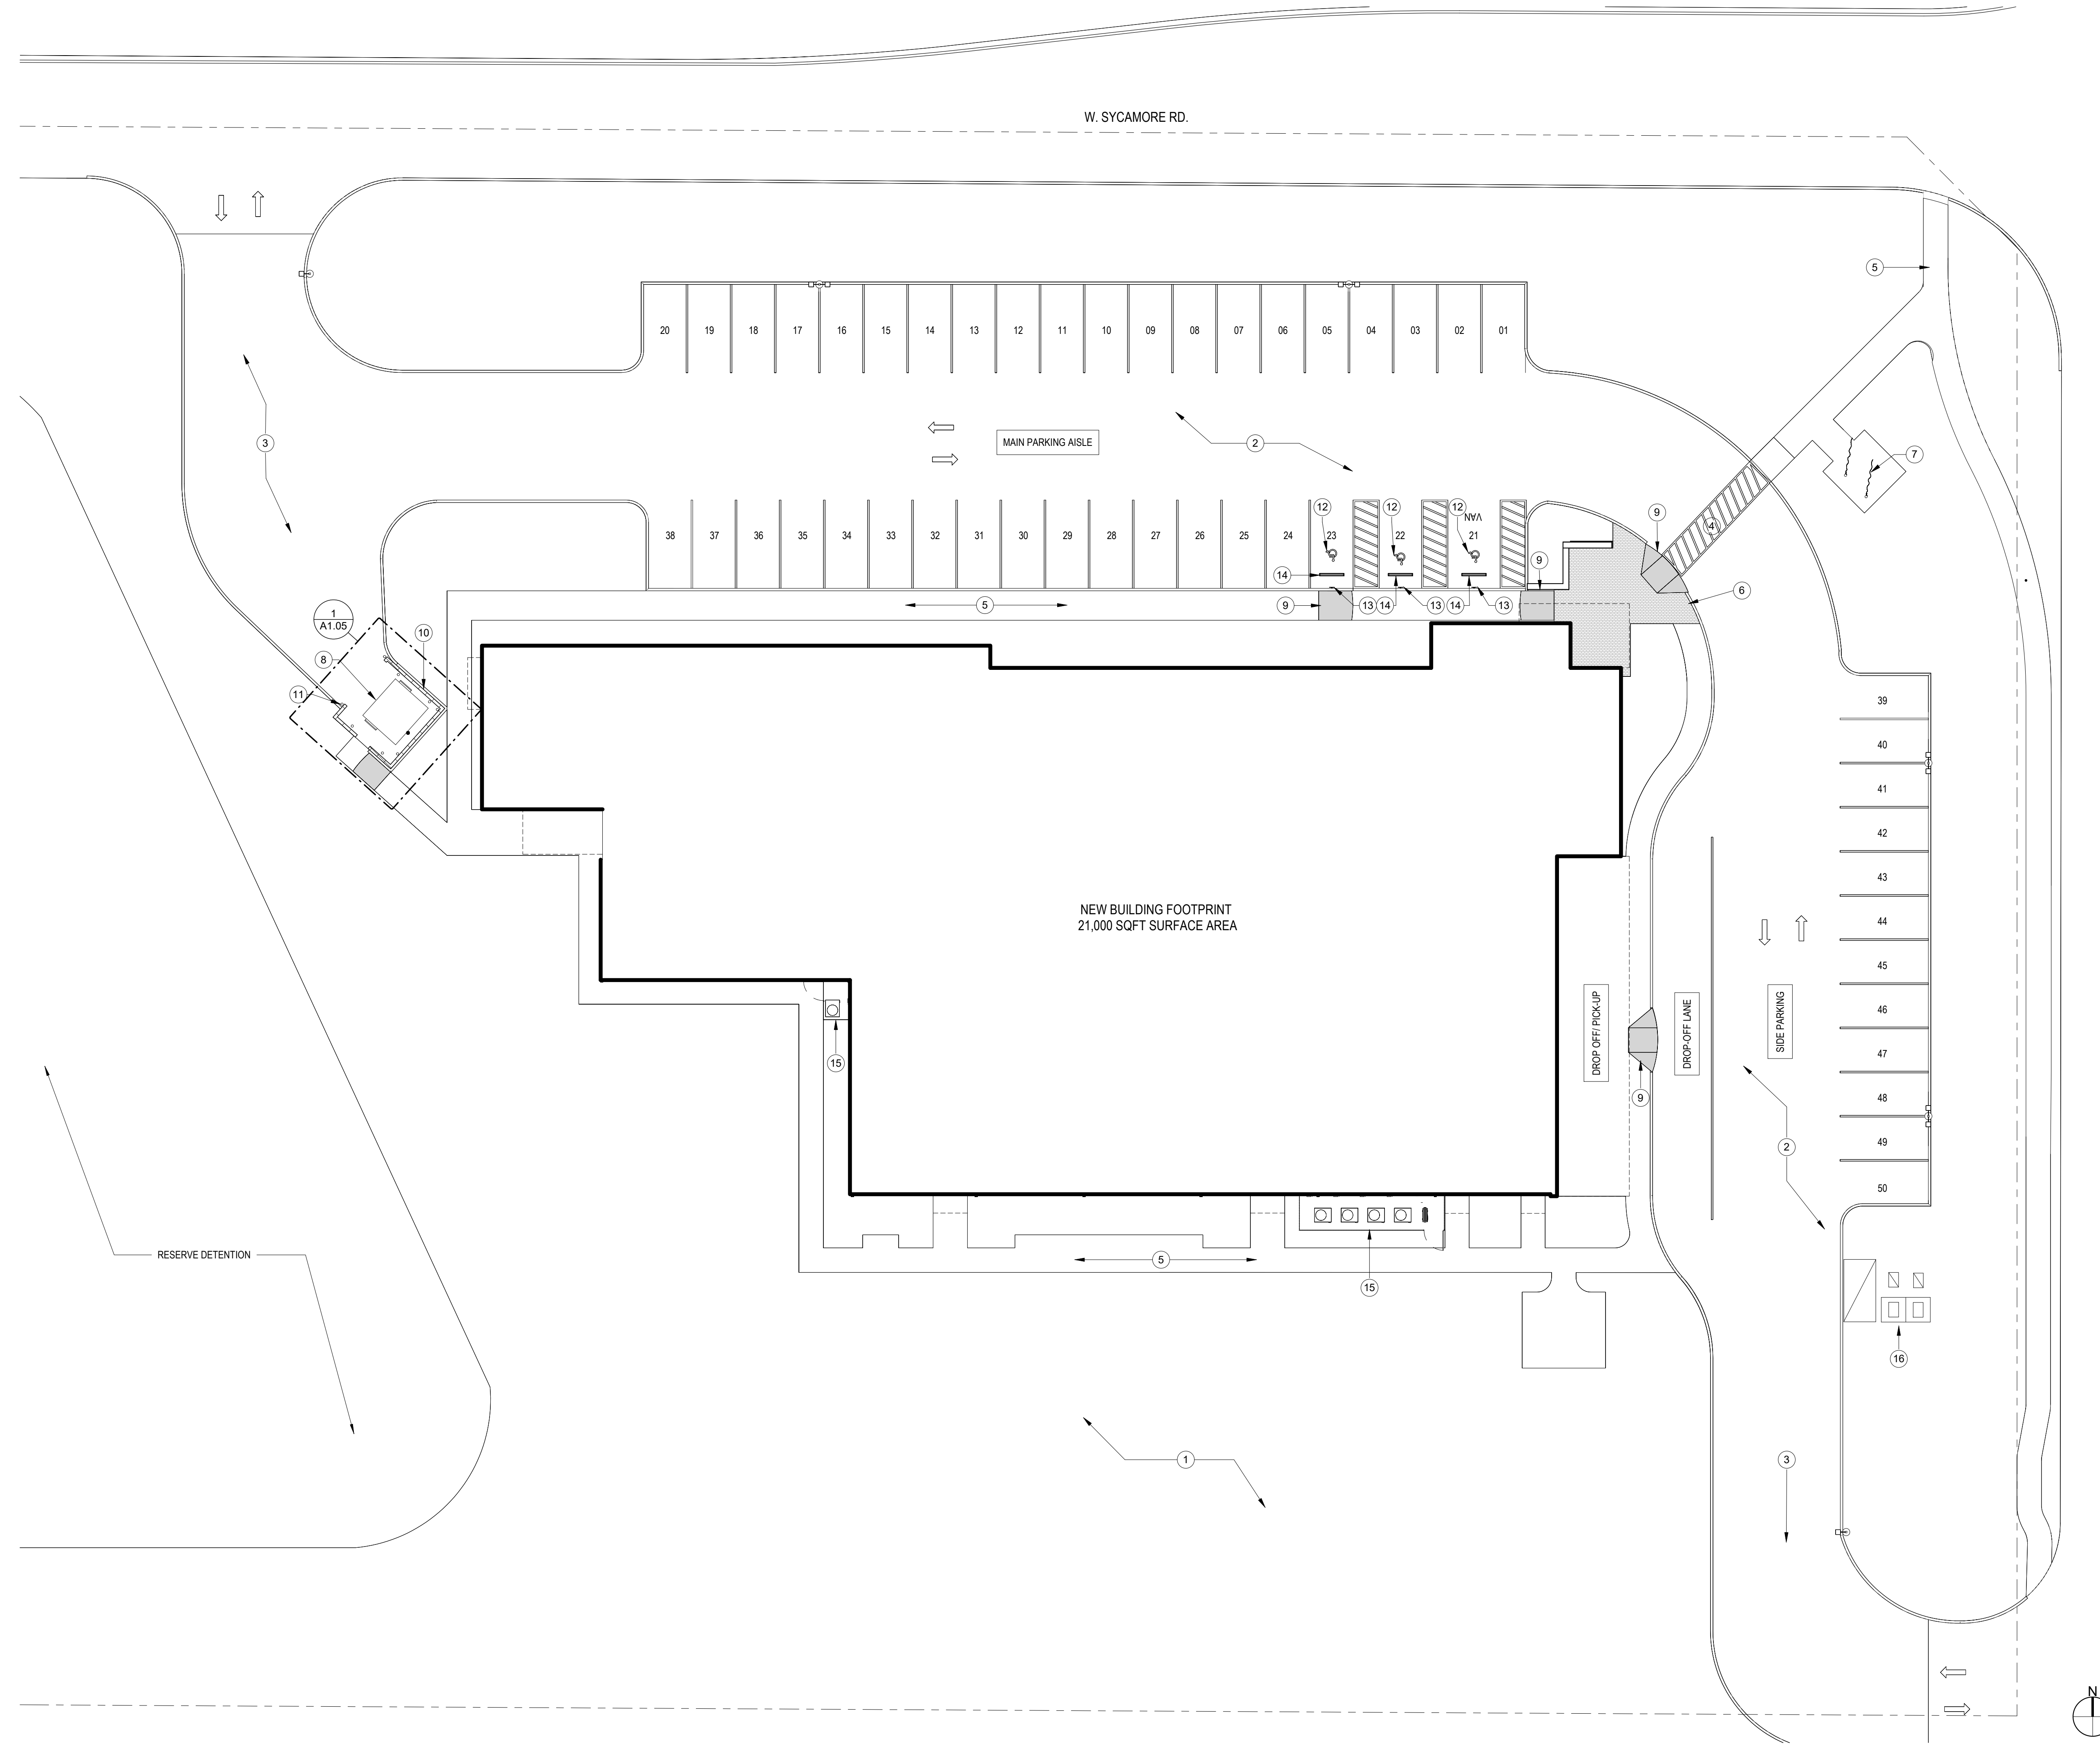 W. SYCAMORE RD.
5
20 19 18 17 16 15 14 13 12 11 10 09 08 07 06 05 04 03 02 01
3
MAIN PARKING AISLE
2
7
12 12 12
VAN
9
4
38 37 36 35 34 33 32 31 30 29 28 27 26 25 24 23 22 21
9
14
6
5
9 13 14 13 14 13
1
A1.05
10
8
11
39
40
41
42
43
44
45
46
47
48
49
50
NEW BUILDING FOOTPRINT
21,000 SQFT SURFACE AREA
DROP OFF/ PICK-UP
DROP-OFF LANE
SIDE PARKING
15
9
2
RESERVE DETENTION
5
15
16
1
3
N